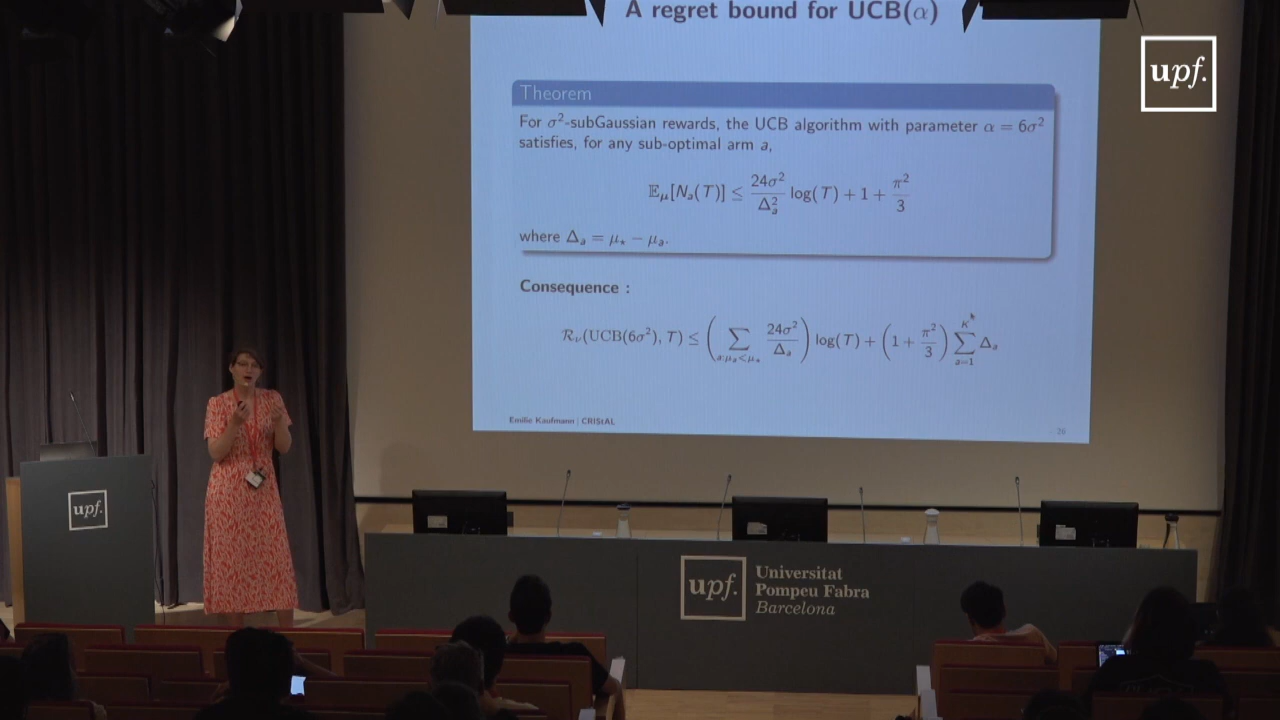 A regret bound for UCB(α)
upf.
Theorem
For σ²-subGaussian rewards, the UCB algorithm with parameter α = 6σ²
satisfies, for any sub-optimal arm a,
𝔼_μ[N_a(T)] ≤ 24σ²/Δ_a² log(T) + 1 + π²/3
where Δ_a = μ_⋆ − μ_a.
Consequence :
ℛ_ν(UCB(6σ²), T) ≤ (∑_{a:μ_a<μ_⋆} 24σ²/Δ_a) log(T) + (1 + π²/3) ∑_{a=1}^{K} Δ_a
Emilie Kaufmann | CRIStAL
26
upf.
upf.
Universitat
Pompeu Fabra
Barcelona